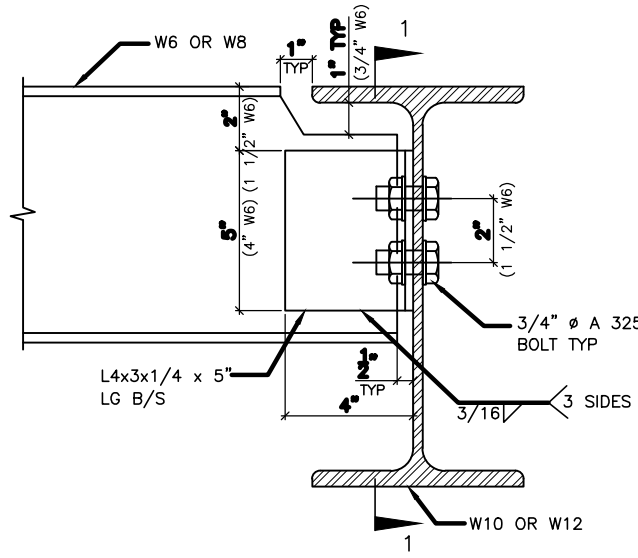 W6 OR W8
1"
TYP
1" TYP
(3/4" W6)
1
2"
(1 1/2" W6)
5"
(4" W6)
2"
(1 1/2" W6)
3/4" ø A 325
BOLT TYP
L4x3x1/4 x 5"
LG B/S
1/2"
TYP
4"
3/16
3 SIDES
W10 OR W12
1